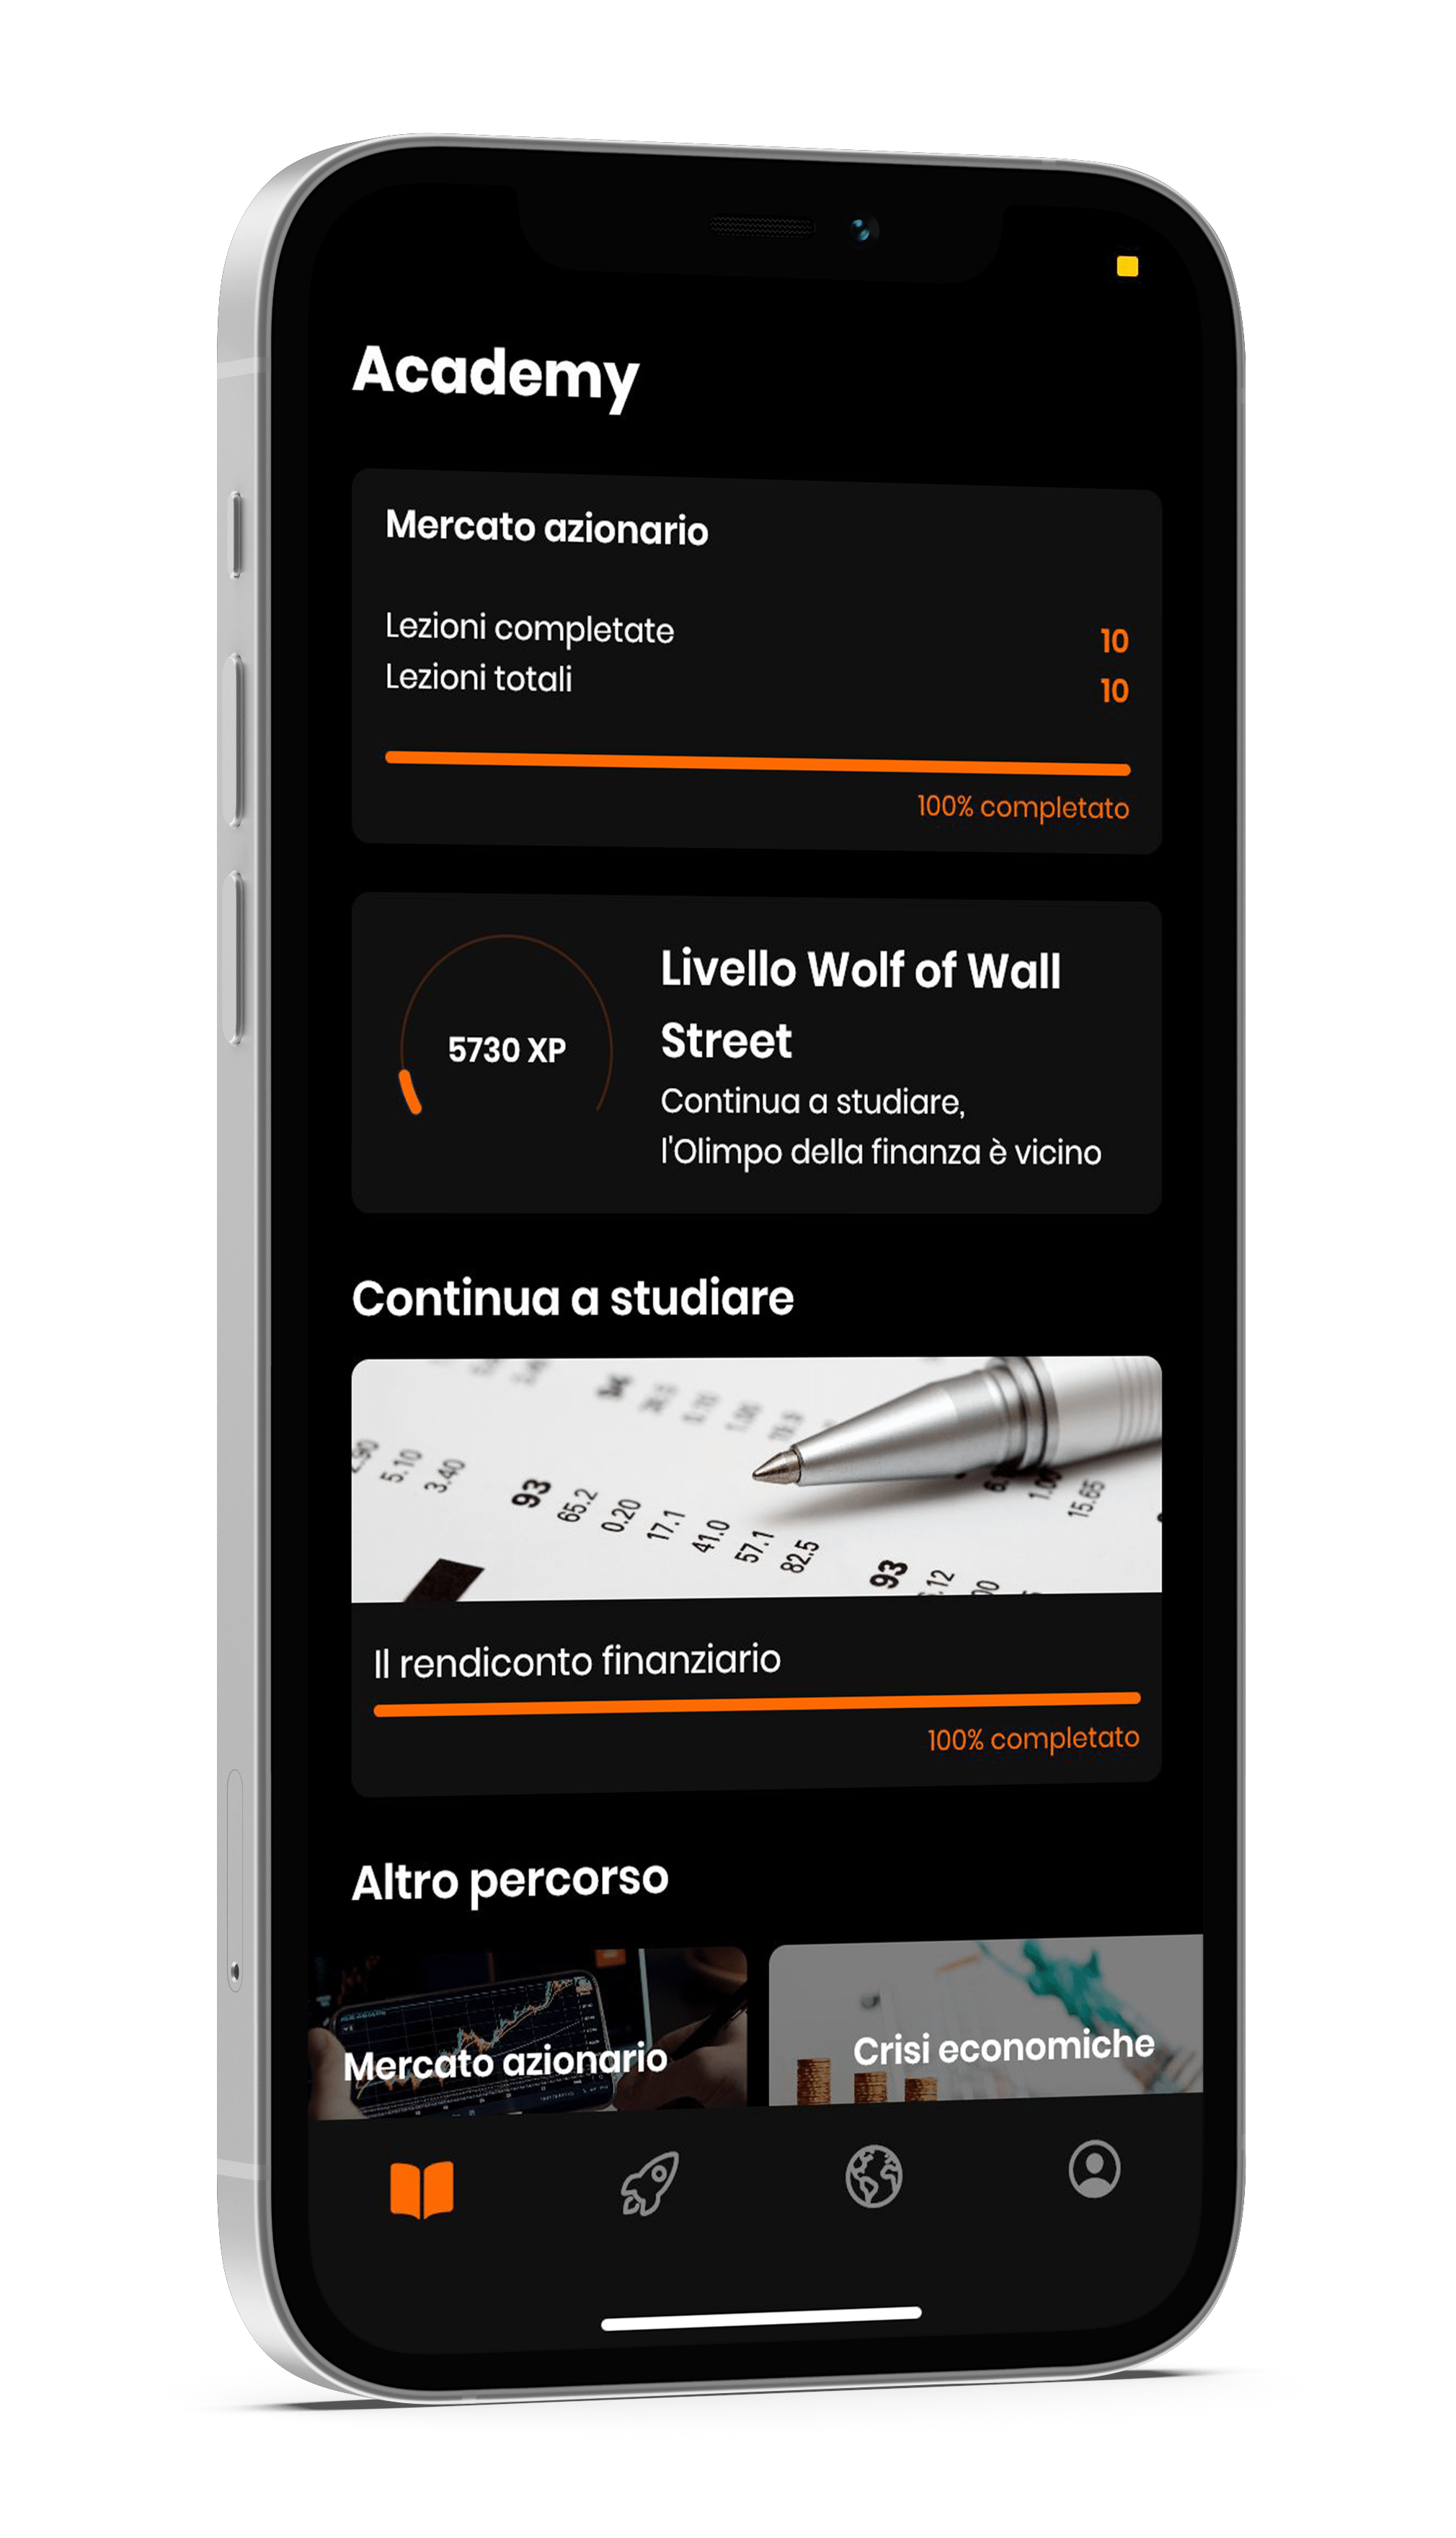 Academy
Mercato azionario
Lezioni completate 10
Lezioni totali 10
100% completato
5730 XP
Livello Wolf of Wall
Street
Continua a studiare,
l'Olimpo della finanza è vicino
Continua a studiare
5.10
3.40
93
65.2
0.20
17.1
41.0
57.1
82.5
93
15.65
Il rendiconto finanziario
100% completato
Altro percorso
Mercato azionario
Crisi economiche